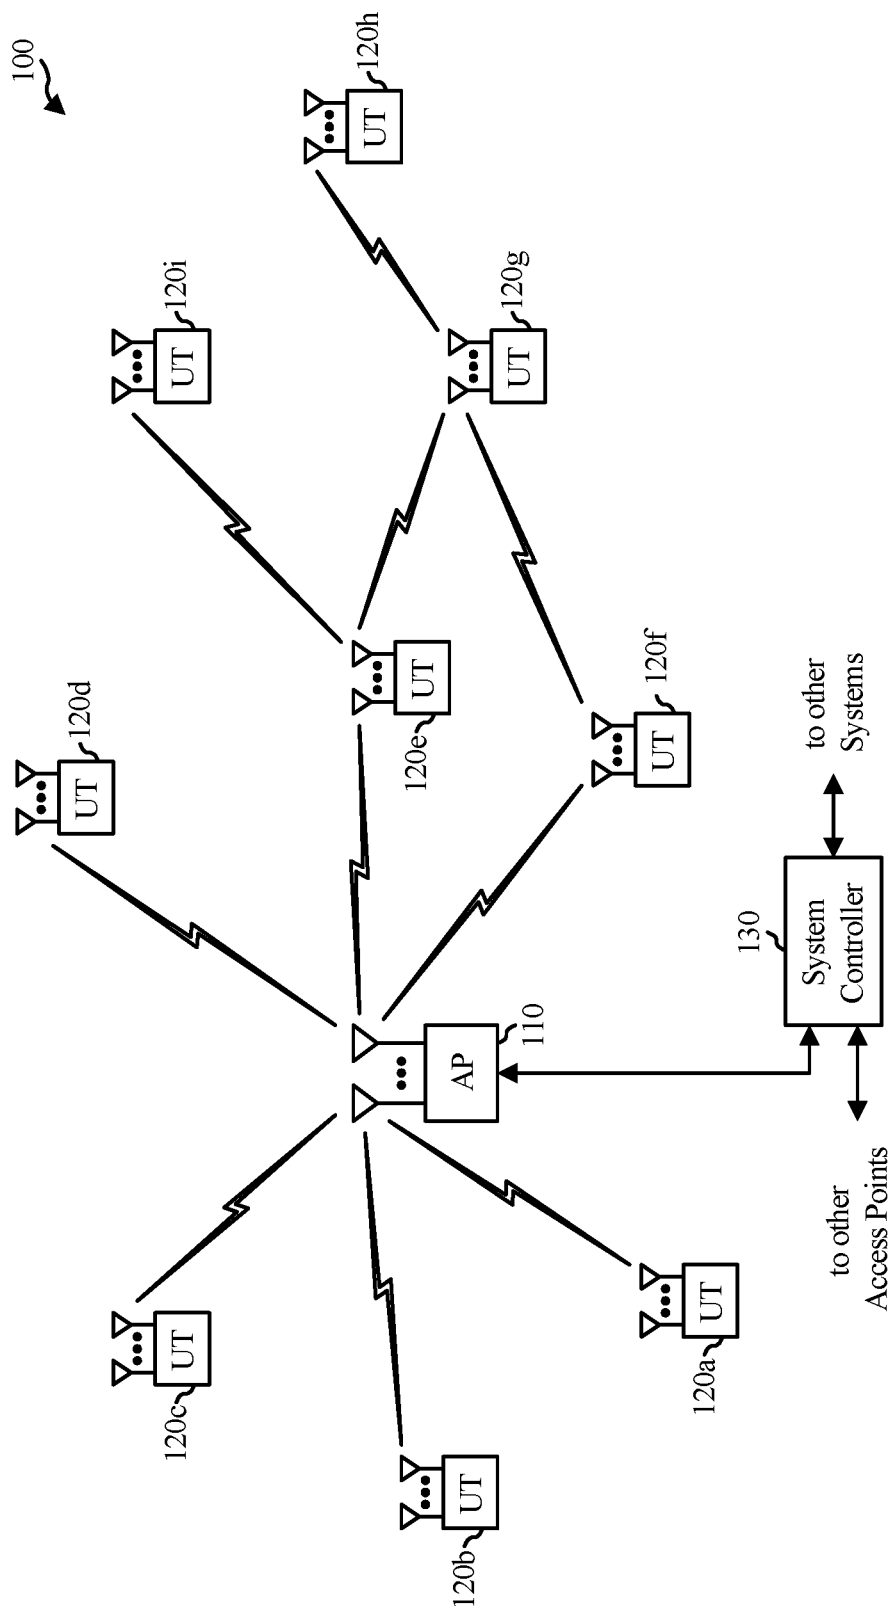 100
UT
120d
120c
UT
UT
120i
UT
120h
120e
UT
120b
UT
AP
110
UT
120g
UT
120f
120a
UT
130
System
Controller
to other
Systems
to other
Access Points